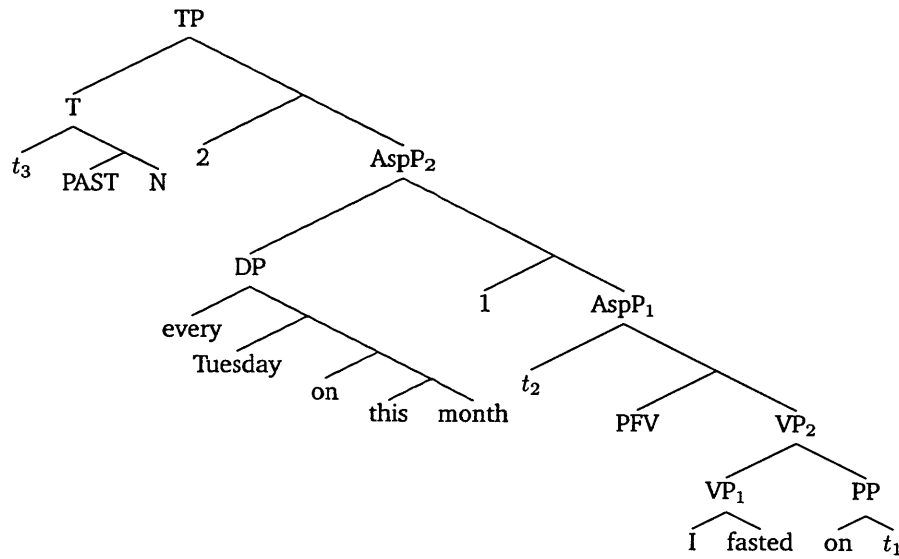 TP
T
t₃ PAST N 2 AspP₂
DP 1 AspP₁
every
Tuesday t₂
on
this month PFV VP₂
VP₁ PP
I fasted on t₁